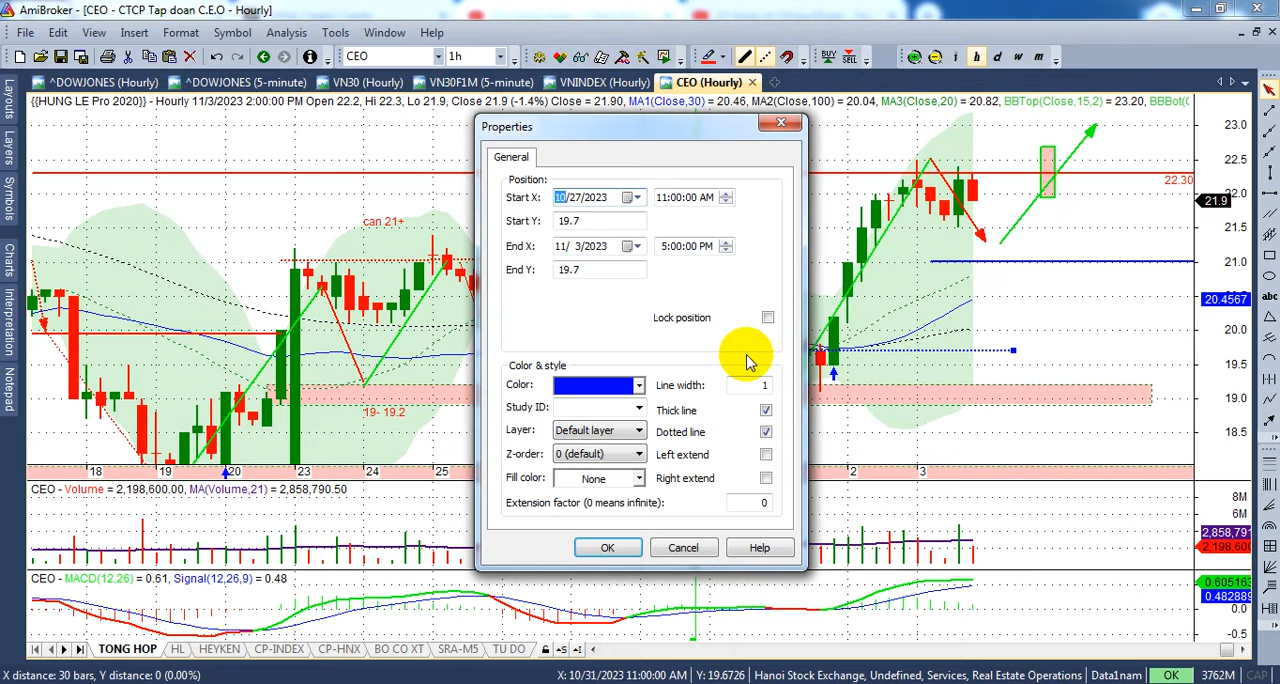 AmiBroker - [CEO - CTCP Tap doan C.E.O - Hourly]
File Edit View Insert Format Symbol Analysis Tools Window Help
CEO 1h BUY SELL i h d w m
^DOWJONES (Hourly) ^DOWJONES (5-minute) VN30 (Hourly) VN30F1M (5-minute) VNINDEX (Hourly) CEO (Hourly)
{{HUNG LE Pro 2020}} - Hourly 11/3/2023 2:00:00 PM Open 22.2, Hi 22.3, Lo 21.9, Close 21.9 (-1.4%) Close = 21.90, MA1(Close,30) = 20.46, MA2(Close,100) = 20.04, MA3(Close,20) = 20.82, BBTop(Close,15,2) = 23.20, BBBot(C
Layouts
Layers
Symbols
Charts
Interpretation
Notepad
Properties
General
Position:
Start X: 10/27/2023 11:00:00 AM
Start Y: 19.7
End X: 11/ 3/2023 5:00:00 PM
End Y: 19.7
Lock position
Color & style
Color: Line width: 1
Study ID: Thick line
Layer: Default layer Dotted line
Z-order: 0 (default) Left extend
Fill color: None Right extend
Extension factor (0 means infinite): 0
OK Cancel Help
can 21+
19- 19.2
22.30
23.0
22.5
22.0
21.9
21.5
21.0
20.4567
20.0
19.5
19.0
18.5
18 19 20 23 24 25 2 3
CEO - Volume = 2,198,600.00, MA(Volume,21) = 2,858,790.50
8M
6M
2,858,791
2,198,600
CEO - MACD(12,26) = 0.61, Signal(12,26,9) = 0.48
0.605163
0.482889
0.0
-0.5
TONG HOP HL HEYKEN CP-INDEX CP-HNX BO CO XT SRA-M5 TU DO
X distance: 30 bars, Y distance: 0 (0.00%) X: 10/31/2023 11:00:00 AM Y: 19.6726 Hanoi Stock Exchange, Undefined, Services, Real Estate Operations Data1nam OK 3762M CAP